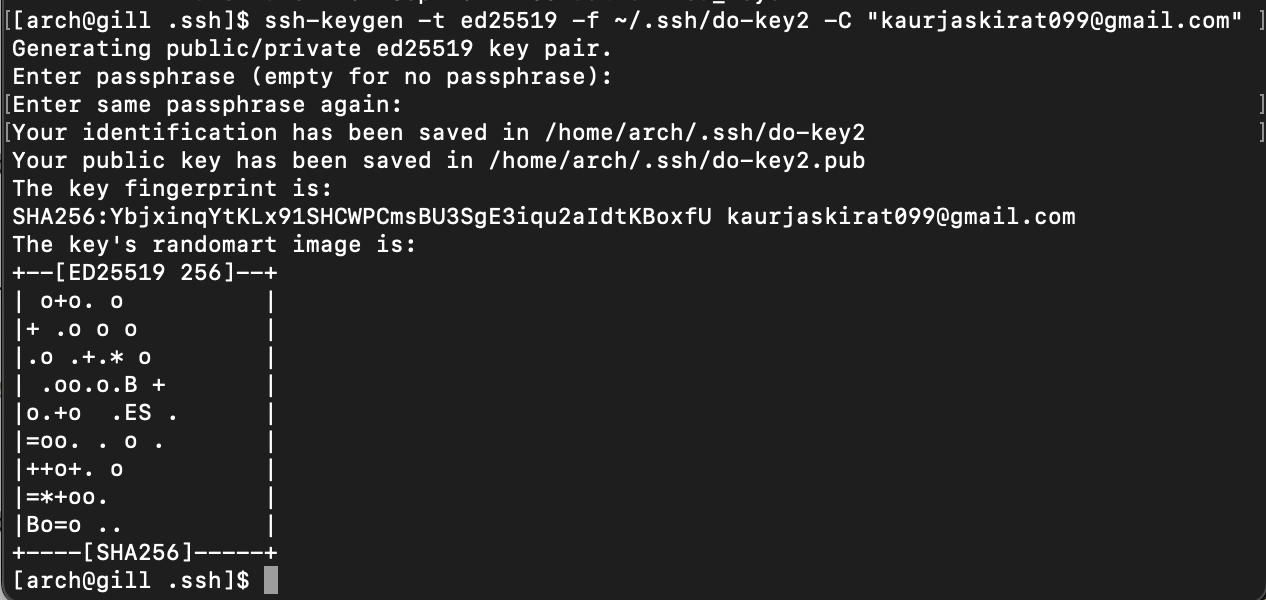 [[arch@gill .ssh]$ ssh-keygen -t ed25519 -f ~/.ssh/do-key2 -C "kaurjaskirat099@gmail.com" ]
Generating public/private ed25519 key pair.
Enter passphrase (empty for no passphrase):
[Enter same passphrase again: ]
[Your identification has been saved in /home/arch/.ssh/do-key2 ]
Your public key has been saved in /home/arch/.ssh/do-key2.pub
The key fingerprint is:
SHA256:YbjxinqYtKLx91SHCWPCmsBU3SgE3iqu2aIdtKBoxfU kaurjaskirat099@gmail.com
The key's randomart image is:
+--[ED25519 256]--+
| o+o. o          |
|+ .o o o         |
|.o .+.* o        |
| .oo.o.B +       |
|o.+o  .ES .      |
|=oo. . o .       |
|++o+. o          |
|=*+oo.           |
|Bo=o ..          |
+----[SHA256]-----+
[arch@gill .ssh]$